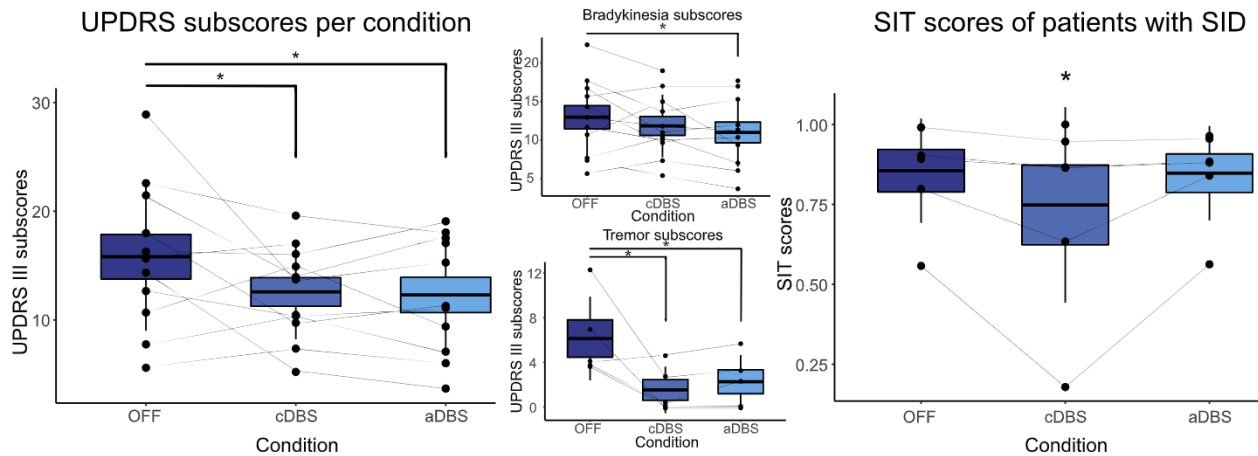 UPDRS subscores per condition
*
*
UPDRS III subscores
30
20
10
OFF
cDBS
aDBS
Condition
Bradykinesia subscores
*
UPDRS III subscores
20
15
10
5
OFF
cDBS
aDBS
Condition
Tremor subscores
*
*
UPDRS III subscores
12
8
4
0
OFF
cDBS
aDBS
Condition
SIT scores of patients with SID
*
SIT scores
1.00
0.75
0.50
0.25
OFF
cDBS
aDBS
Condition